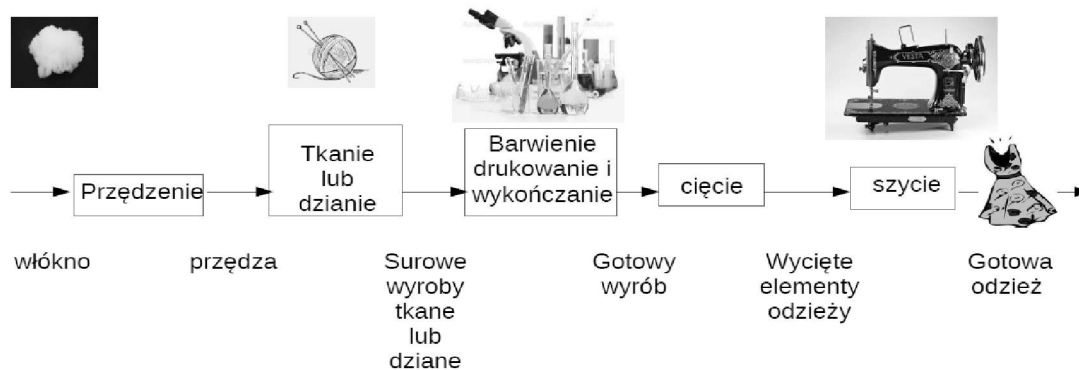 VESTA
Przędzenie
Tkanie
lub
dzianie
Barwienie
drukowanie i
wykończanie
cięcie
szycie
włókno
przędza
Surowe
wyroby
tkane
lub
dziane
Gotowy
wyrób
Wycięte
elementy
odzieży
Gotowa
odzież